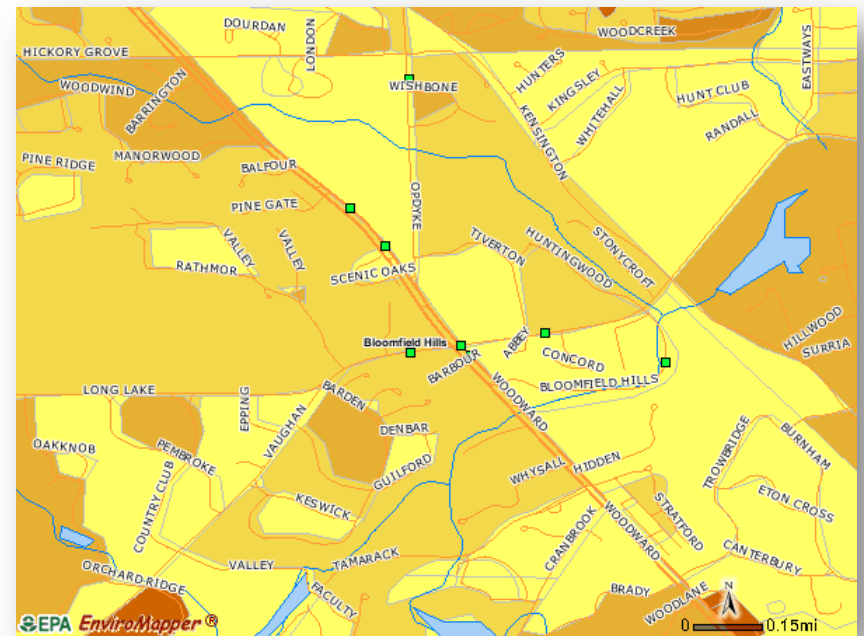 DOURDAN
LONDON
WOODCREEK
EASTWAYS
HICKORY GROVE
HUNTERS
WOODWIND
WISHBONE
KINGSLEY
HUNT CLUB
BARRINGTON
KENSINGTON
WHITEHALL
RANDALL
PINE RIDGE
MANORWOOD
BALFOUR
PINE GATE
OPDYKE
VALLEY
VALLEY
TIVERTON
HUNTINGWOOD
STONYCROFT
RATHMOR
SCENIC OAKS
HILLWOOD
SURRIA
Bloomfield Hills
ABBEY
BARBOUR
CONCORD
LONG LAKE
BARDEN
WOODWARD
BLOOMFIELD HILLS
EPPING
VAUGHAN
DENBAR
OAKKNOB
PEMBROKE
GUILFORD
WHYSALL
HIDDEN
TROWBRIDGE
BURNHAM
COUNTRY CLUB
KESWICK
STRATFORD
ETON CROSS
CRANBROOK
WOODWARD
VALLEY
TAMARACK
CANTERBURY
ORCHARD RIDGE
FACULTY
BRADY
WOODLANE
N
EPA EnviroMapper ®
0 0.15mi